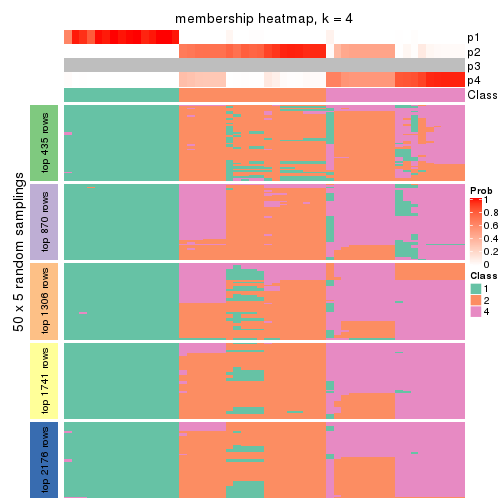 membership heatmap, k = 4
p1
p2
p3
p4
Class
50 x 5 random samplings
top 435 rows
top 870 rows
top 1306 rows
top 1741 rows
top 2176 rows
Prob
1
0.8
0.6
0.4
0.2
0
Class
1
2
4